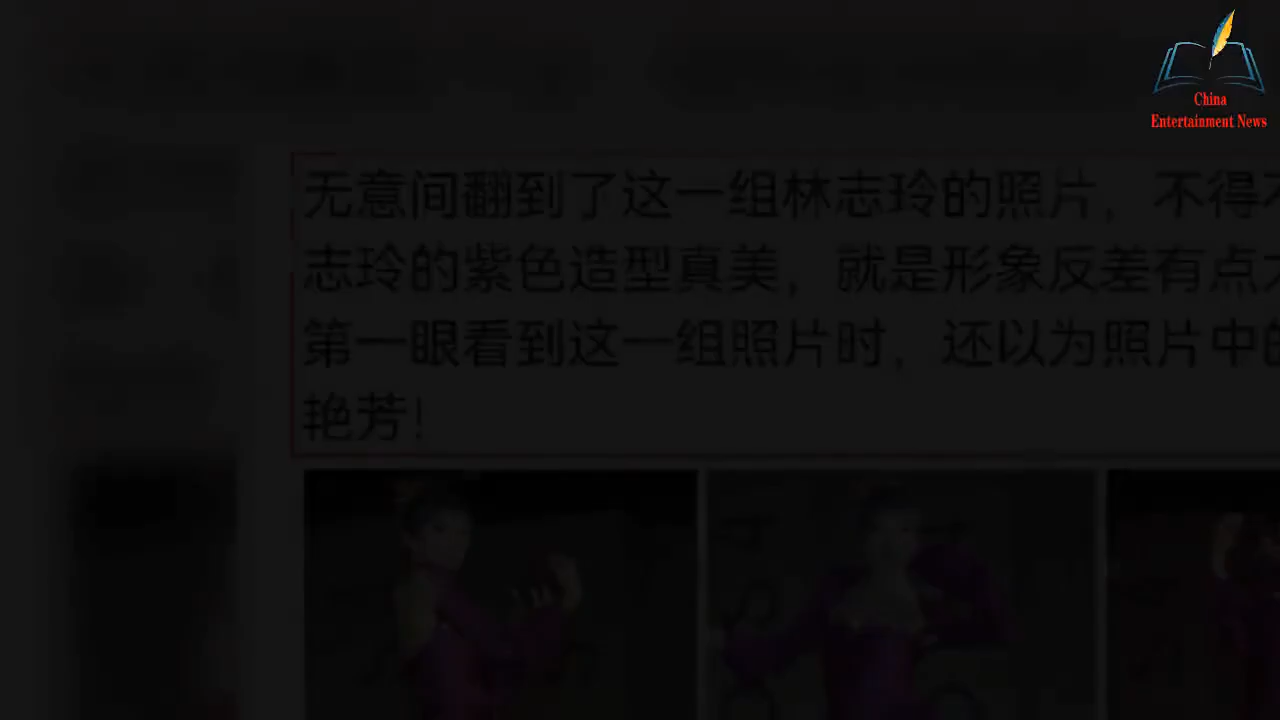 China
Entertainment News
无意间翻到了这一组林志玲的照片，不得
志玲的紫色造型真美，就是形象反差有点
第一眼看到这一组照片时，还以为照片中
艳芳！